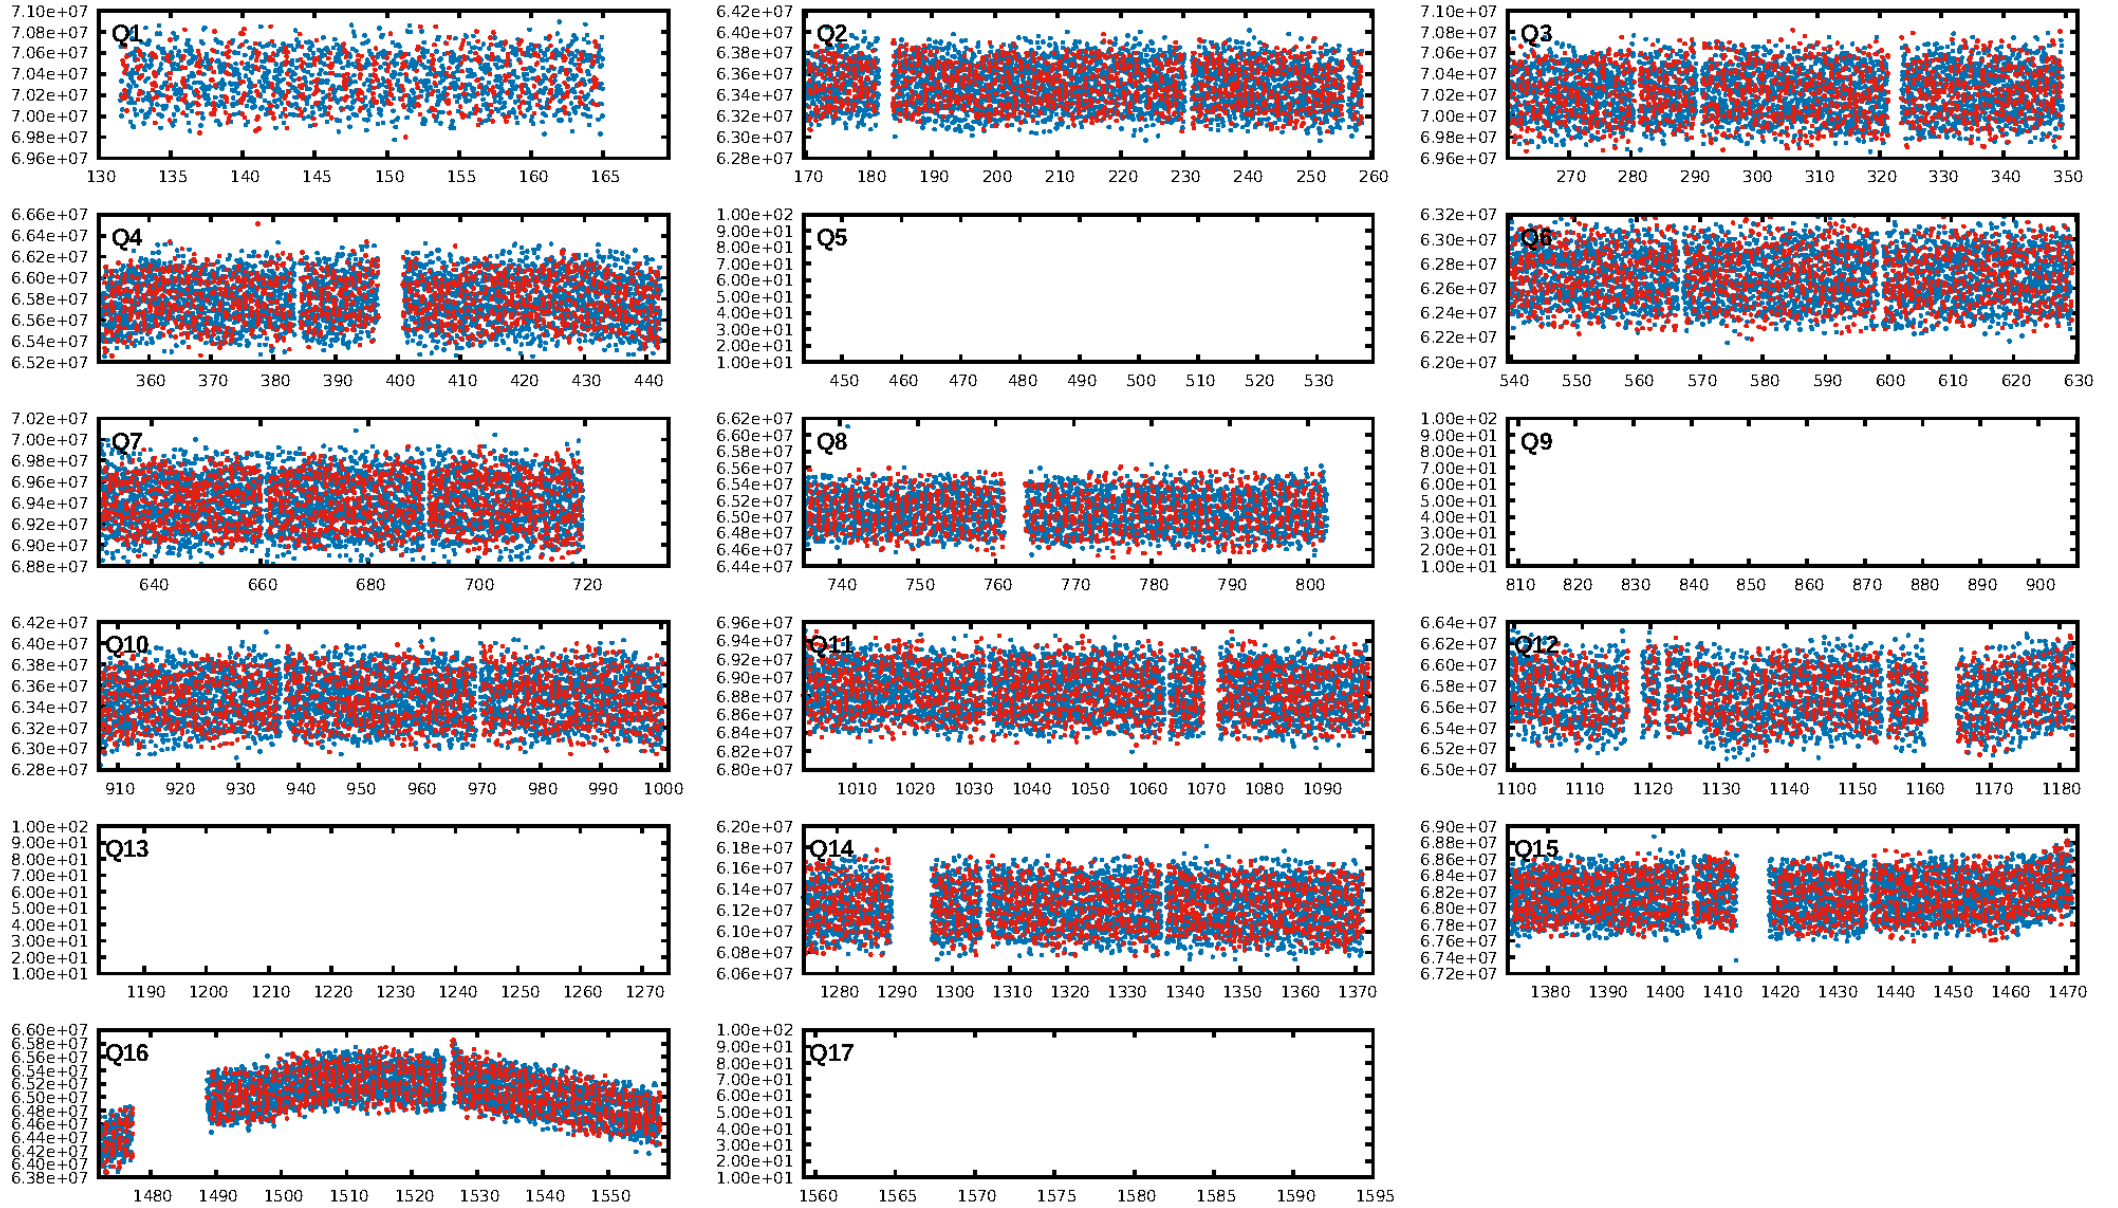 Q1
7.10e+07
7.08e+07
7.06e+07
7.04e+07
7.02e+07
7.00e+07
6.98e+07
6.96e+07
130 135 140 145 150 155 160 165
Q2
6.42e+07
6.40e+07
6.38e+07
6.36e+07
6.34e+07
6.32e+07
6.30e+07
6.28e+07
170 180 190 200 210 220 230 240 250 260
Q3
7.10e+07
7.08e+07
7.06e+07
7.04e+07
7.02e+07
7.00e+07
6.98e+07
6.96e+07
270 280 290 300 310 320 330 340 350
Q4
6.66e+07
6.64e+07
6.62e+07
6.60e+07
6.58e+07
6.56e+07
6.54e+07
6.52e+07
360 370 380 390 400 410 420 430 440
Q5
1.00e+02
9.00e+01
8.00e+01
7.00e+01
6.00e+01
5.00e+01
4.00e+01
3.00e+01
2.00e+01
1.00e+01
450 460 470 480 490 500 510 520 530
Q6
6.32e+07
6.30e+07
6.28e+07
6.26e+07
6.24e+07
6.22e+07
6.20e+07
540 550 560 570 580 590 600 610 620 630
Q7
7.02e+07
7.00e+07
6.98e+07
6.96e+07
6.94e+07
6.92e+07
6.90e+07
6.88e+07
640 660 680 700 720
Q8
6.62e+07
6.60e+07
6.58e+07
6.56e+07
6.54e+07
6.52e+07
6.50e+07
6.48e+07
6.46e+07
6.44e+07
740 750 760 770 780 790 800
Q9
1.00e+02
9.00e+01
8.00e+01
7.00e+01
6.00e+01
5.00e+01
4.00e+01
3.00e+01
2.00e+01
1.00e+01
810 820 830 840 850 860 870 880 890 900
Q10
6.42e+07
6.40e+07
6.38e+07
6.36e+07
6.34e+07
6.32e+07
6.30e+07
6.28e+07
910 920 930 940 950 960 970 980 990 1000
Q11
6.96e+07
6.94e+07
6.92e+07
6.90e+07
6.88e+07
6.86e+07
6.84e+07
6.82e+07
6.80e+07
1010 1020 1030 1040 1050 1060 1070 1080 1090
Q12
6.64e+07
6.62e+07
6.60e+07
6.58e+07
6.56e+07
6.54e+07
6.52e+07
6.50e+07
1100 1110 1120 1130 1140 1150 1160 1170 1180
Q13
1.00e+02
9.00e+01
8.00e+01
7.00e+01
6.00e+01
5.00e+01
4.00e+01
3.00e+01
2.00e+01
1.00e+01
1190 1200 1210 1220 1230 1240 1250 1260 1270
Q14
6.20e+07
6.18e+07
6.16e+07
6.14e+07
6.12e+07
6.10e+07
6.08e+07
6.06e+07
1280 1290 1300 1310 1320 1330 1340 1350 1360 1370
Q15
6.90e+07
6.88e+07
6.86e+07
6.84e+07
6.82e+07
6.80e+07
6.78e+07
6.76e+07
6.74e+07
6.72e+07
1380 1390 1400 1410 1420 1430 1440 1450 1460 1470
Q16
6.60e+07
6.58e+07
6.56e+07
6.54e+07
6.52e+07
6.50e+07
6.48e+07
6.46e+07
6.44e+07
6.42e+07
6.40e+07
6.38e+07
1480 1490 1500 1510 1520 1530 1540 1550
Q17
1.00e+02
9.00e+01
8.00e+01
7.00e+01
6.00e+01
5.00e+01
4.00e+01
3.00e+01
2.00e+01
1.00e+01
1560 1565 1570 1575 1580 1585 1590 1595